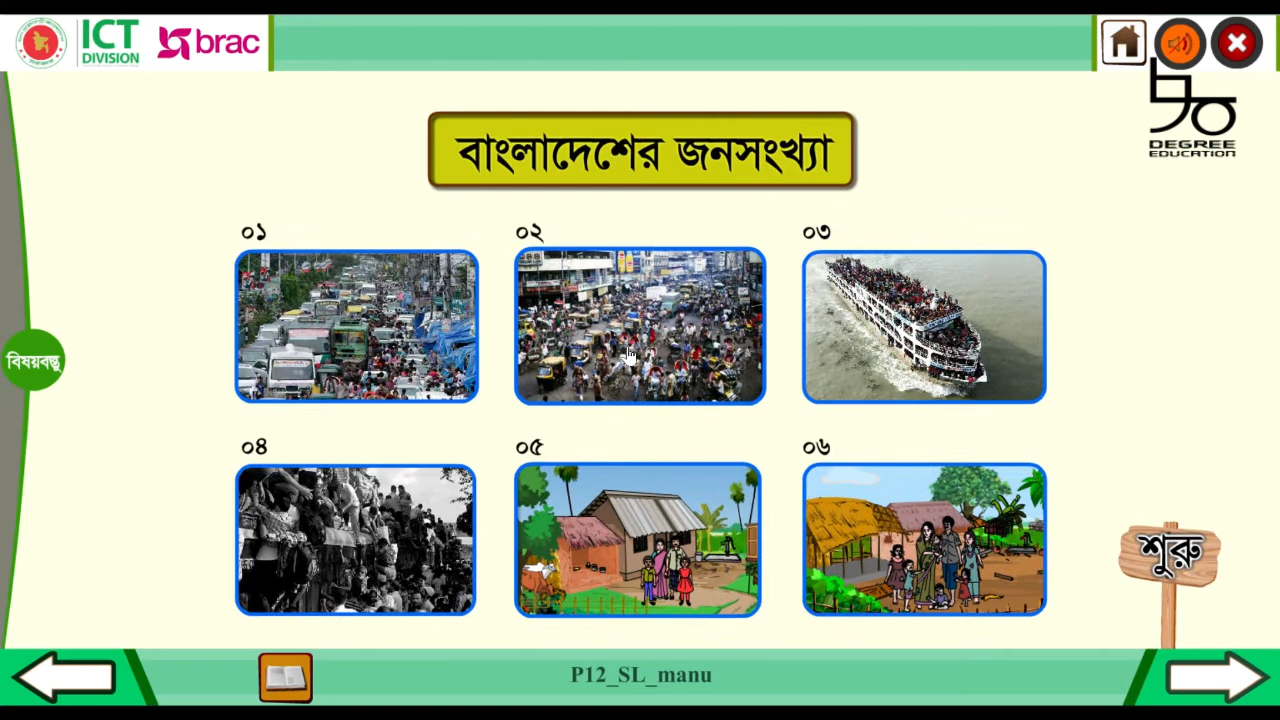 ICT
DIVISION
brac
DEGREE
EDUCATION
বাংলাদেশের জনসংখ্যা
০১
০২
০৩
বিষয়বস্তু
০৪
০৫
০৬
শুরু
P12_SL_manu